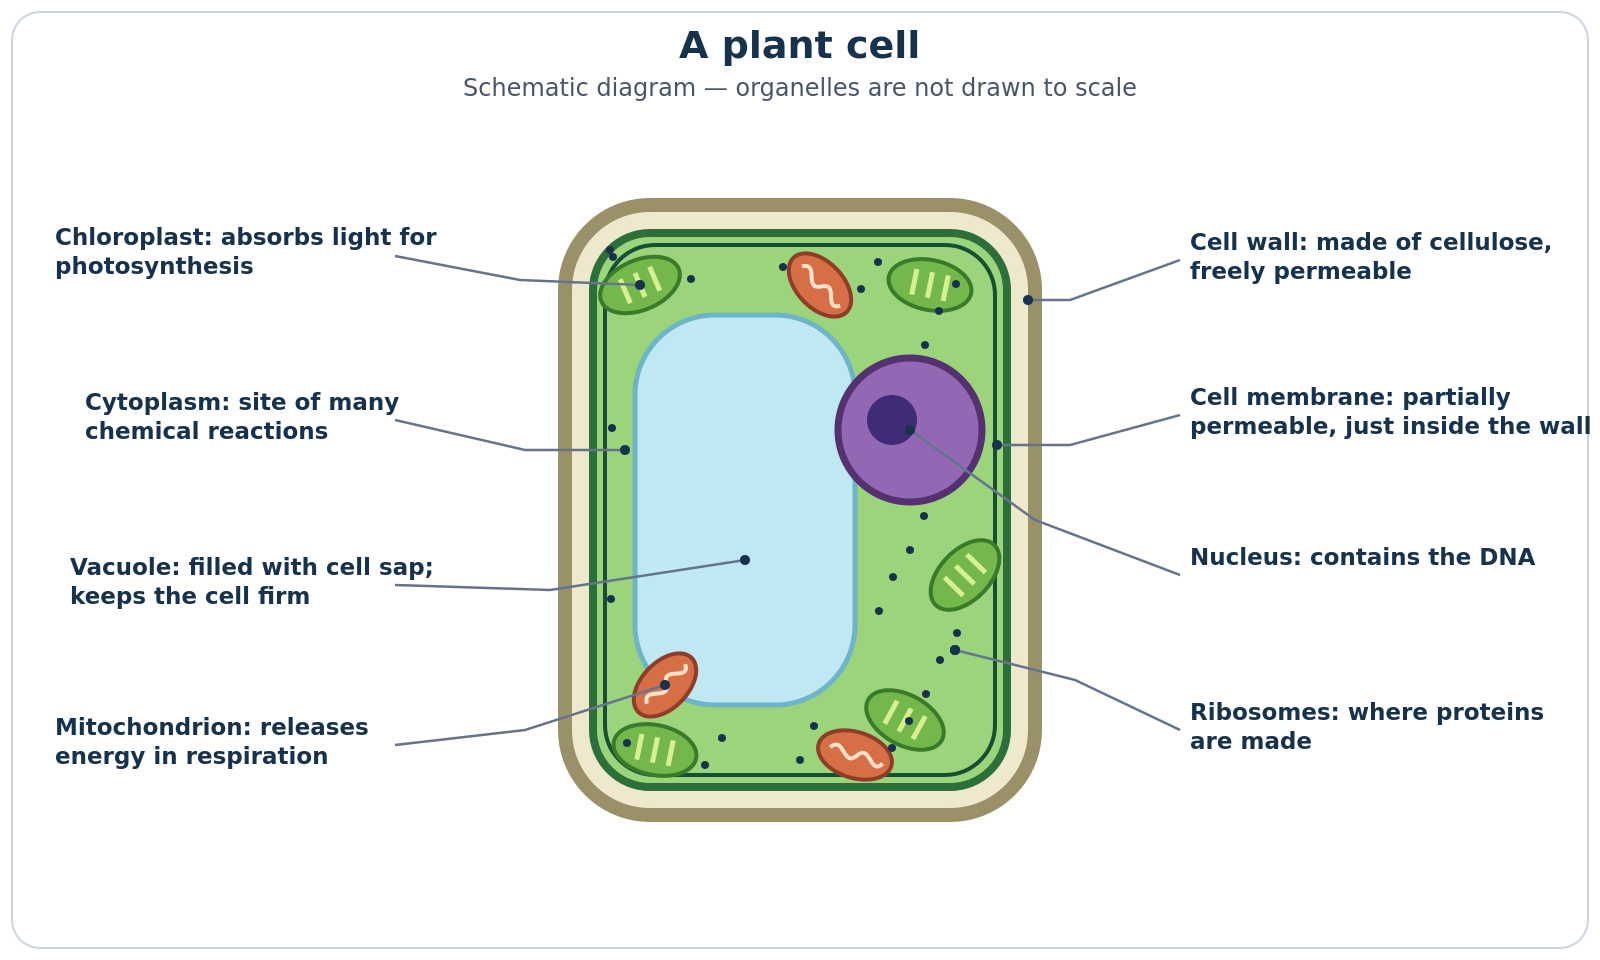 A plant cell
Schematic diagram — organelles are not drawn to scale
Chloroplast: absorbs light for
photosynthesis
Cytoplasm: site of many
chemical reactions
Vacuole: filled with cell sap;
keeps the cell firm
Mitochondrion: releases
energy in respiration
Cell wall: made of cellulose,
freely permeable
Cell membrane: partially
permeable, just inside the wall
Nucleus: contains the DNA
Ribosomes: where proteins
are made